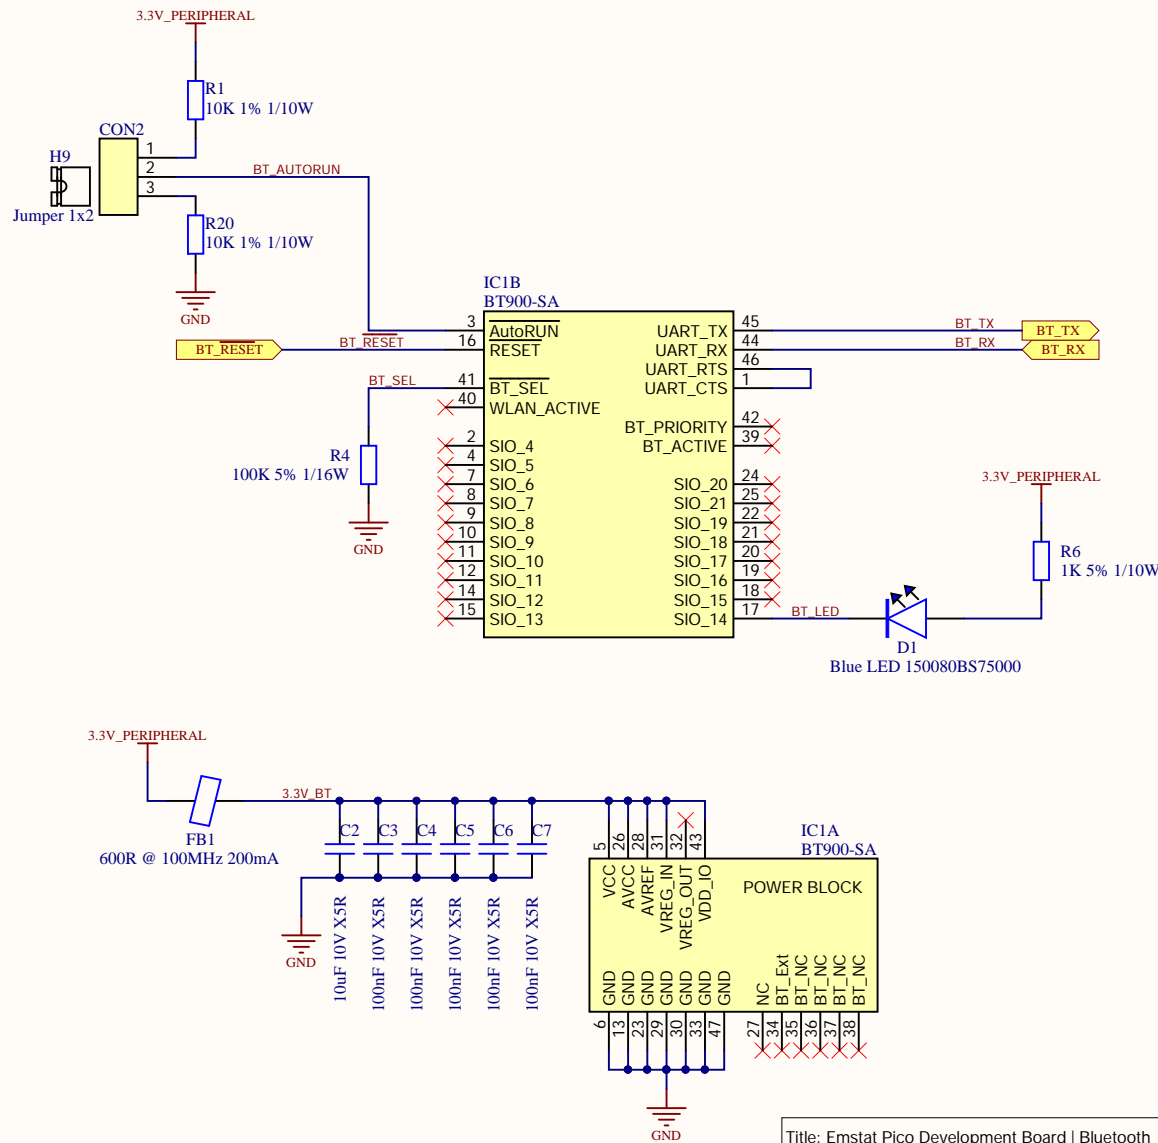 3.3V_PERIPHERAL
R1
10K 1% 1/10W
CON2
H9
1
2
3
Jumper 1x2
BT_AUTORUN
R20
10K 1% 1/10W
GND
IC1B
BT900-SA
3 AutoRUN
16 RESET
41 BT_SEL
40 WLAN_ACTIVE
2 SIO_4
4 SIO_5
7 SIO_6
8 SIO_7
9 SIO_8
10 SIO_9
11 SIO_10
12 SIO_11
14 SIO_12
15 SIO_13
UART_TX 45
UART_RX 44
UART_RTS 46
UART_CTS 1
BT_PRIORITY 42
BT_ACTIVE 39
SIO_20 24
SIO_21 25
SIO_19 22
SIO_18 21
SIO_17 20
SIO_16 19
SIO_15 18
SIO_14 17
BT_RESET
BT_RESET
BT_SEL
R4
100K 5% 1/16W
GND
BT_TX
BT_TX
BT_RX
BT_RX
3.3V_PERIPHERAL
R6
1K 5% 1/10W
BT_LED
D1
Blue LED 150080BS75000
3.3V_PERIPHERAL
FB1
600R @ 100MHz 200mA
3.3V_BT
C2
C3
C4
C5
C6
C7
10uF 10V X5R
100nF 10V X5R
100nF 10V X5R
100nF 10V X5R
100nF 10V X5R
100nF 10V X5R
GND
IC1A
BT900-SA
POWER BLOCK
5 VCC
26 AVCC
28 AVREF
31 VREG_IN
32 VREG_OUT
43 VDD_IO
6 GND
13 GND
23 GND
29 GND
30 GND
33 GND
47 GND
27 NC
34 BT_Ext
35 BT_NC
36 BT_NC
37 BT_NC
38 BT_NC
GND
Title: Emstat Pico Development Board | Bluetooth